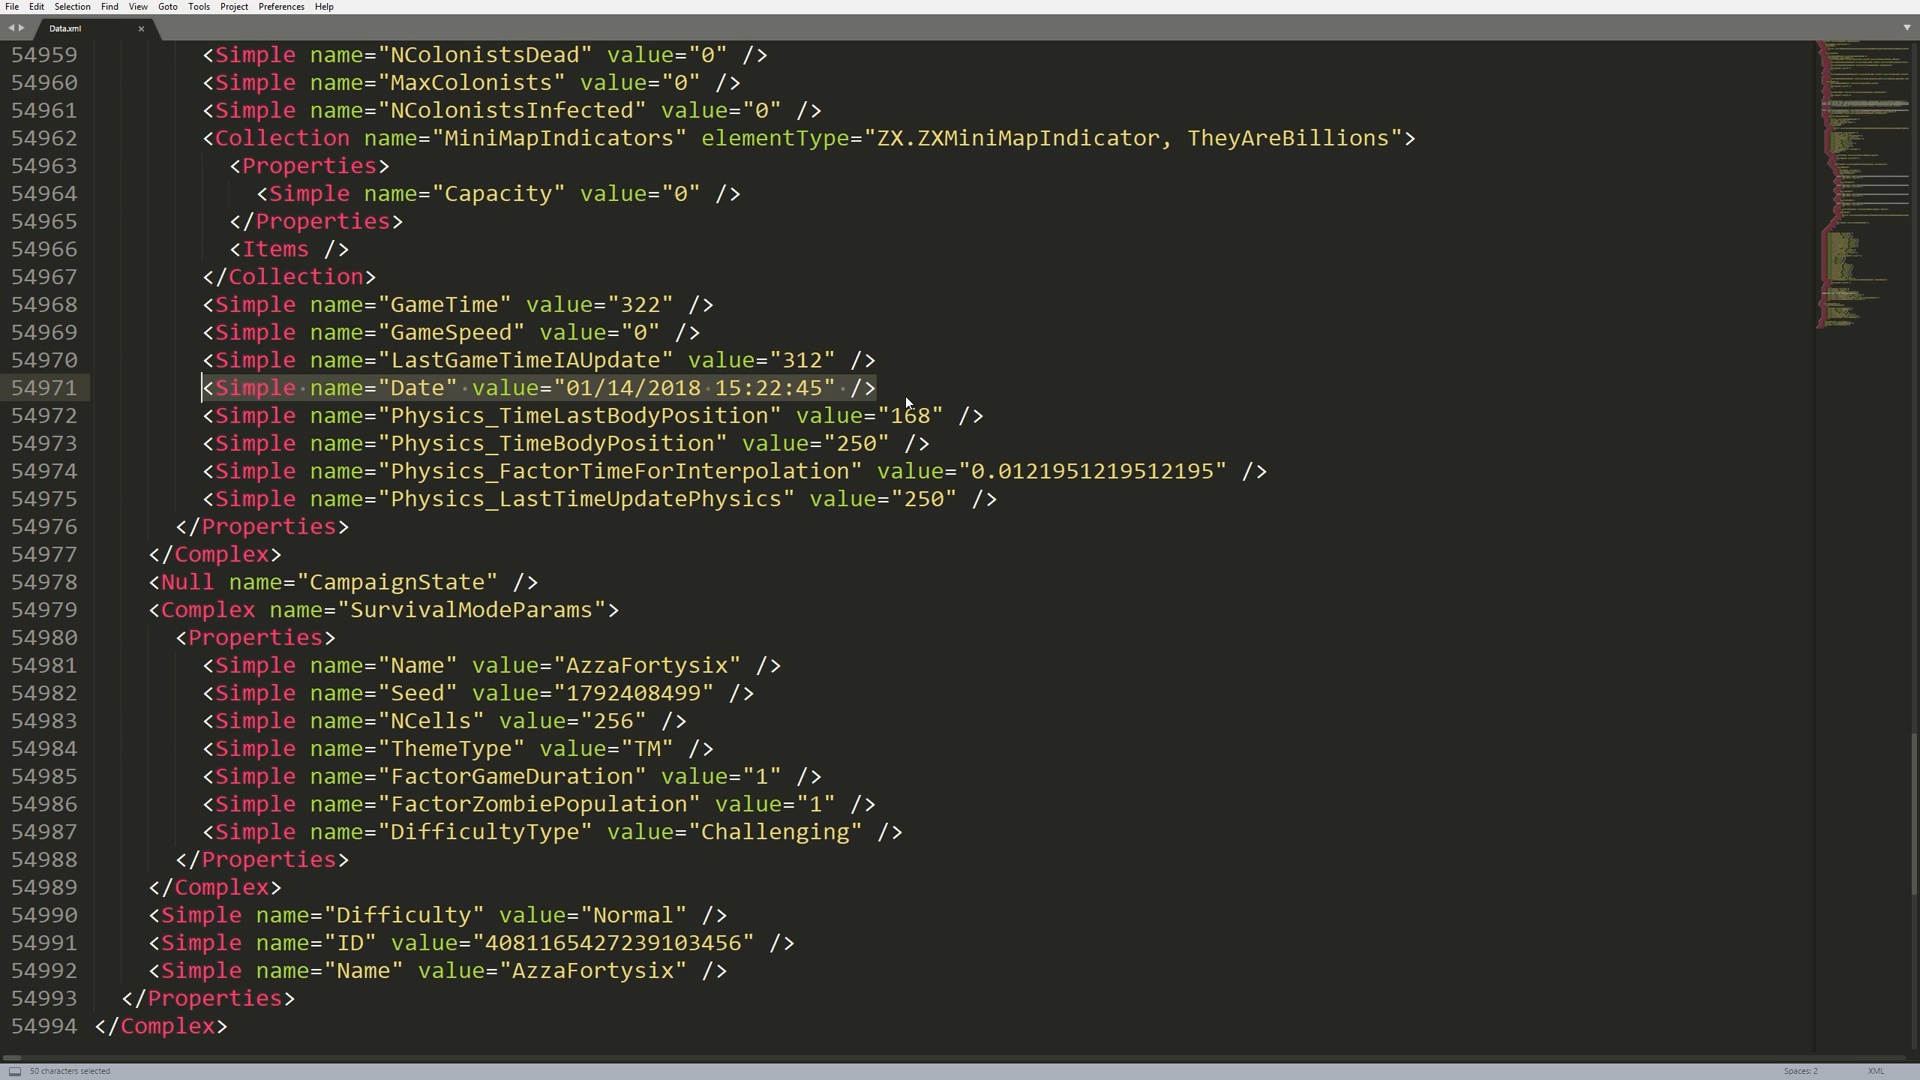 File Edit Selection Find View Goto Tools Project Preferences Help
Data.xml ×
54959 <Simple name="NColonistsDead" value="0" />
54960 <Simple name="MaxColonists" value="0" />
54961 <Simple name="NColonistsInfected" value="0" />
54962 <Collection name="MiniMapIndicators" elementType="ZX.ZXMiniMapIndicator, TheyAreBillions">
54963 <Properties>
54964 <Simple name="Capacity" value="0" />
54965 </Properties>
54966 <Items />
54967 </Collection>
54968 <Simple name="GameTime" value="322" />
54969 <Simple name="GameSpeed" value="0" />
54970 <Simple name="LastGameTimeIAUpdate" value="312" />
54971 <Simple name="Date" value="01/14/2018 15:22:45" />
54972 <Simple name="Physics_TimeLastBodyPosition" value="168" />
54973 <Simple name="Physics_TimeBodyPosition" value="250" />
54974 <Simple name="Physics_FactorTimeForInterpolation" value="0.0121951219512195" />
54975 <Simple name="Physics_LastTimeUpdatePhysics" value="250" />
54976 </Properties>
54977 </Complex>
54978 <Null name="CampaignState" />
54979 <Complex name="SurvivalModeParams">
54980 <Properties>
54981 <Simple name="Name" value="AzzaFortysix" />
54982 <Simple name="Seed" value="1792408499" />
54983 <Simple name="NCells" value="256" />
54984 <Simple name="ThemeType" value="TM" />
54985 <Simple name="FactorGameDuration" value="1" />
54986 <Simple name="FactorZombiePopulation" value="1" />
54987 <Simple name="DifficultyType" value="Challenging" />
54988 </Properties>
54989 </Complex>
54990 <Simple name="Difficulty" value="Normal" />
54991 <Simple name="ID" value="4081165427239103456" />
54992 <Simple name="Name" value="AzzaFortysix" />
54993 </Properties>
54994 </Complex>
50 characters selected Spaces: 2 XML